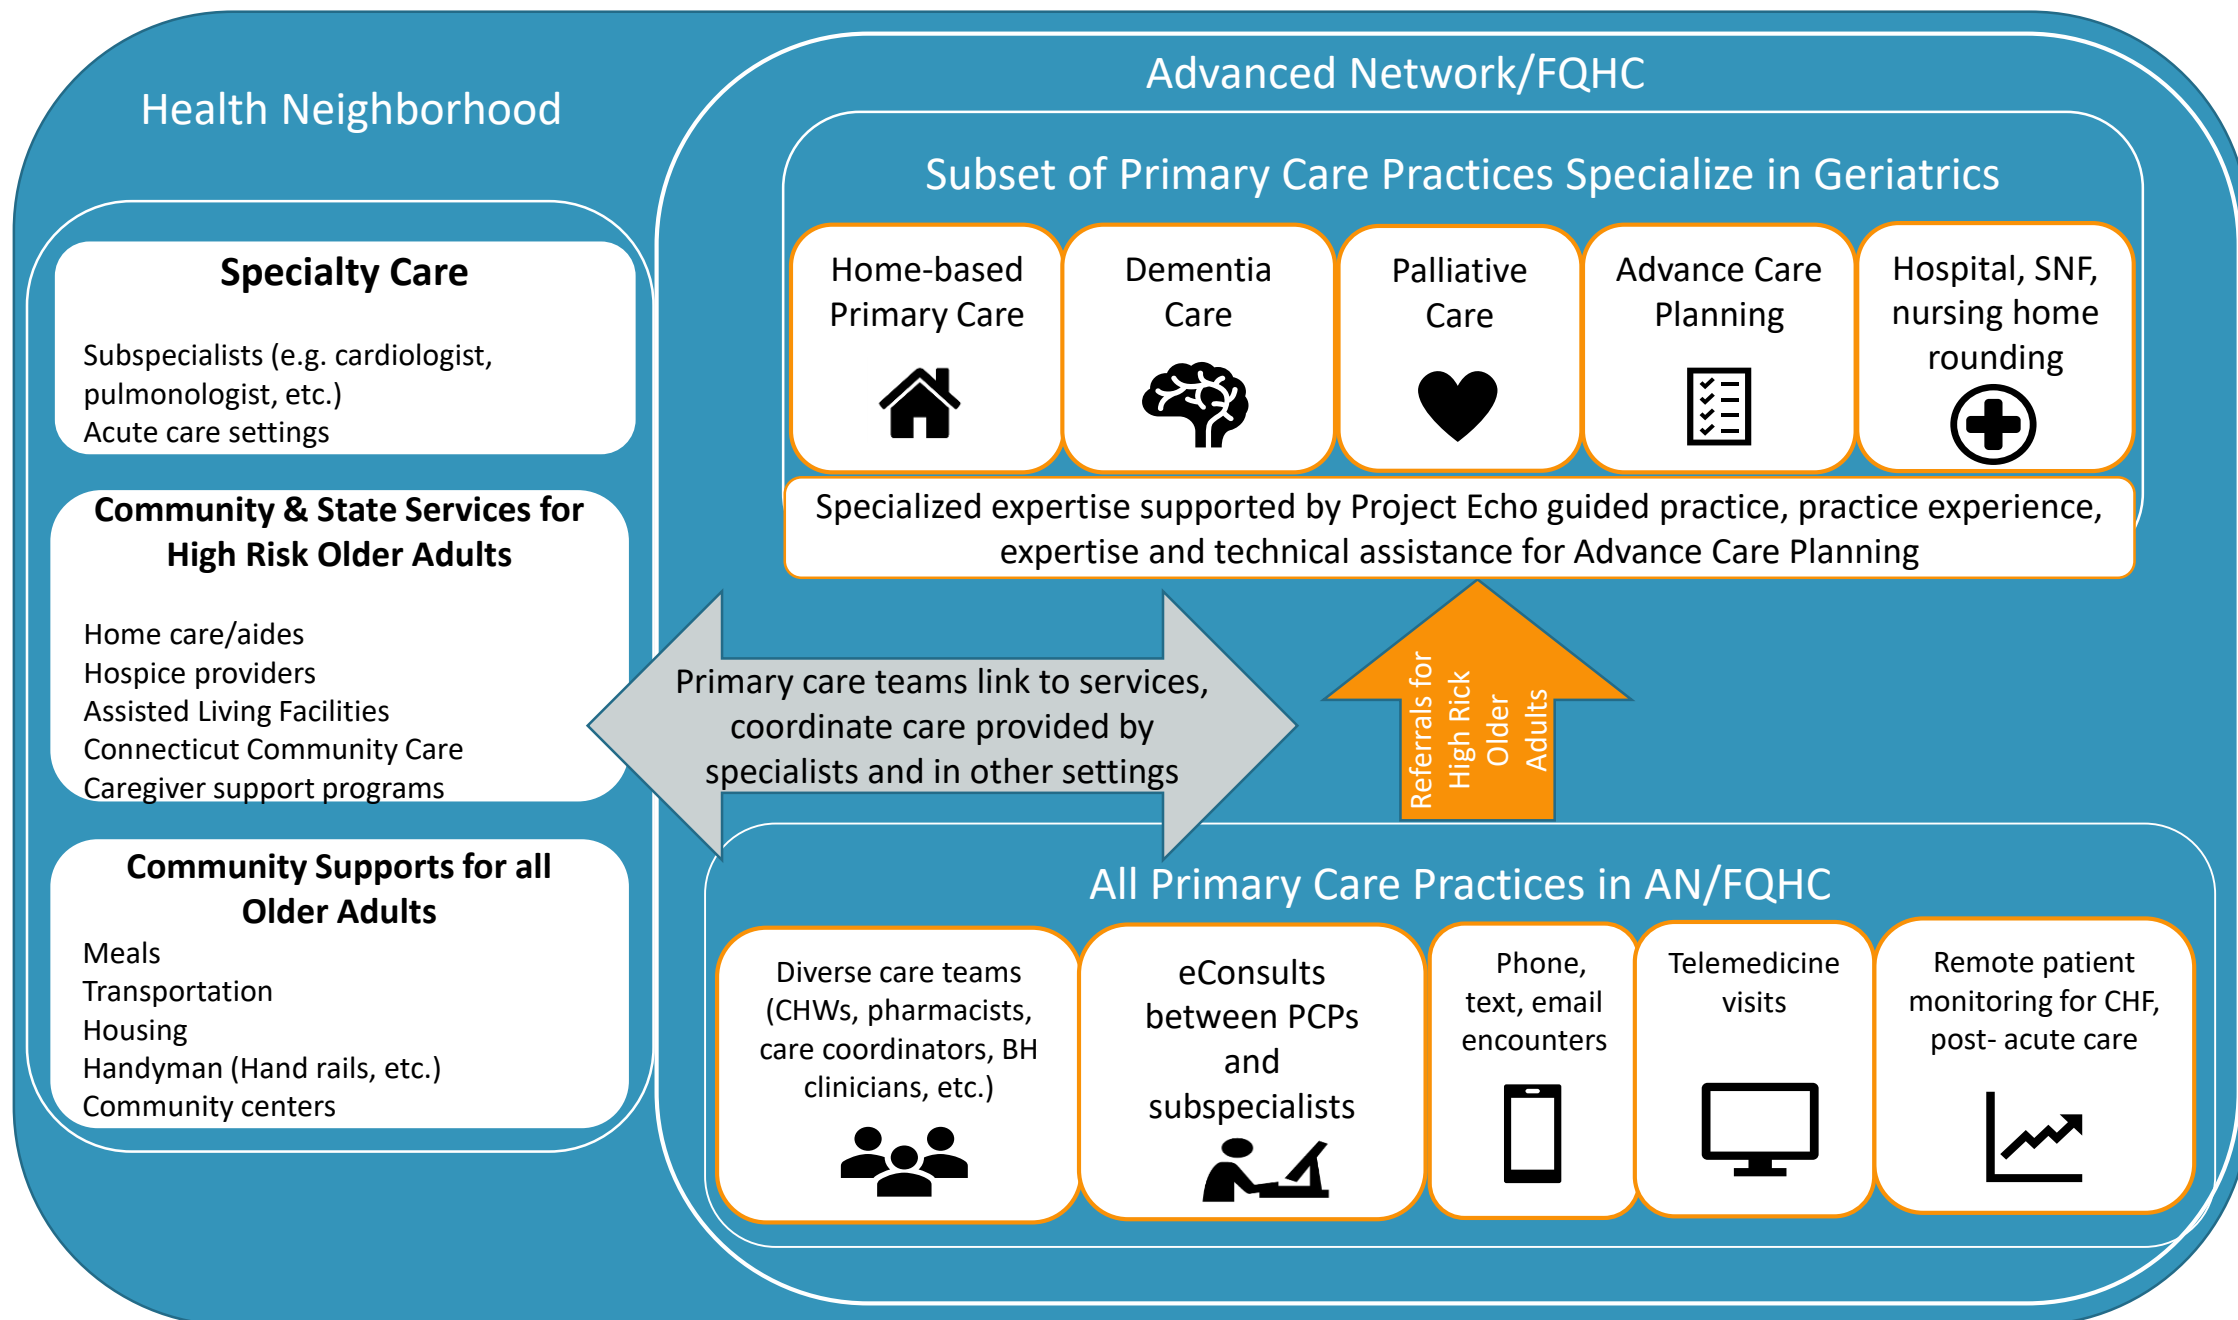 Health Neighborhood
Specialty Care
Subspecialists (e.g. cardiologist,
pulmonologist, etc.)
Acute care settings
Community & State Services for
High Risk Older Adults
Home care/aides
Hospice providers
Assisted Living Facilities
Connecticut Community Care
Caregiver support programs
Community Supports for all
Older Adults
Meals
Transportation
Housing
Handyman (Hand rails, etc.)
Community centers
Primary care teams link to services,
coordinate care provided by
specialists and in other settings
Advanced Network/FQHC
Subset of Primary Care Practices Specialize in Geriatrics
Home-based
Primary Care
Dementia
Care
Palliative
Care
Advance Care
Planning
Hospital, SNF,
nursing home
rounding
Specialized expertise supported by Project Echo guided practice, practice experience,
expertise and technical assistance for Advance Care Planning
Referrals for
High Risk
Older
Adults
All Primary Care Practices in AN/FQHC
Diverse care teams
(CHWs, pharmacists,
care coordinators, BH
clinicians, etc.)
eConsults
between PCPs
and
subspecialists
Phone,
text, email
encounters
Telemedicine
visits
Remote patient
monitoring for CHF,
post- acute care